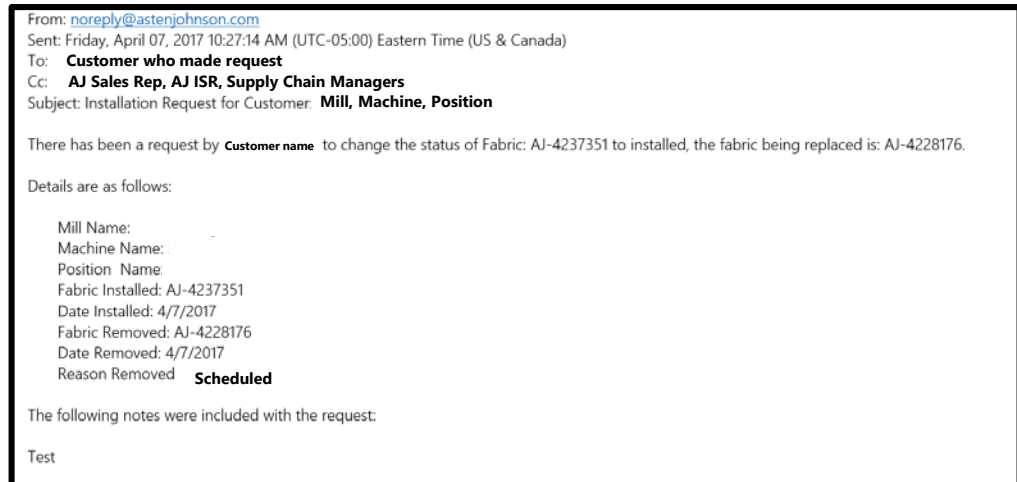 From: noreply@astenjohnson.com
Sent: Friday, April 07, 2017 10:27:14 AM (UTC-05:00) Eastern Time (US & Canada)
To: Customer who made request
Cc: AJ Sales Rep, AJ ISR, Supply Chain Managers
Subject: Installation Request for Customer: Mill, Machine, Position
There has been a request by Customer name to change the status of Fabric: AJ-4237351 to installed, the fabric being replaced is: AJ-4228176.
Details are as follows:
Mill Name:
Machine Name:
Position Name:
Fabric Installed: AJ-4237351
Date Installed: 4/7/2017
Fabric Removed: AJ-4228176
Date Removed: 4/7/2017
Reason Removed Scheduled
The following notes were included with the request:
Test